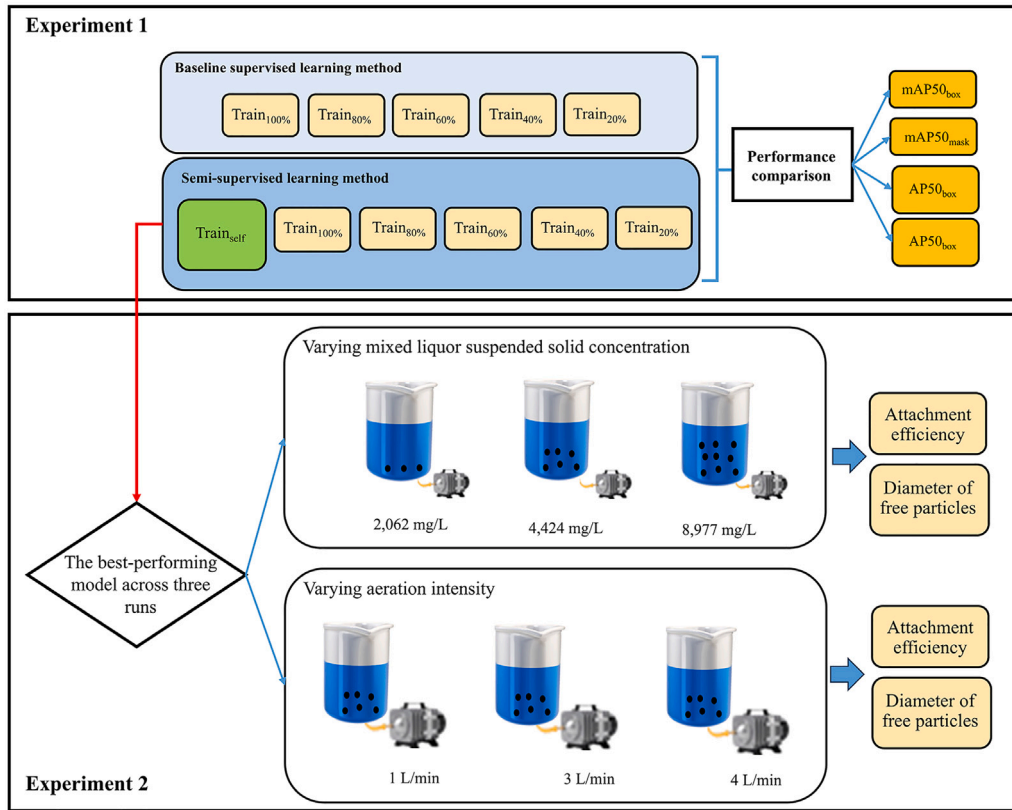 Experiment 1
Baseline supervised learning method
Train100% Train80% Train60% Train40% Train20%
Semi-supervised learning method
Trainself Train100% Train80% Train60% Train40% Train20%
Performance
comparison
mAP50box
mAP50mask
AP50box
AP50box
Varying mixed liquor suspended solid concentration
2,062 mg/L 4,424 mg/L 8,977 mg/L
Attachment
efficiency
Diameter of
free particles
The best-performing
model across three
runs
Varying aeration intensity
1 L/min 3 L/min 4 L/min
Attachment
efficiency
Diameter of
free particles
Experiment 2